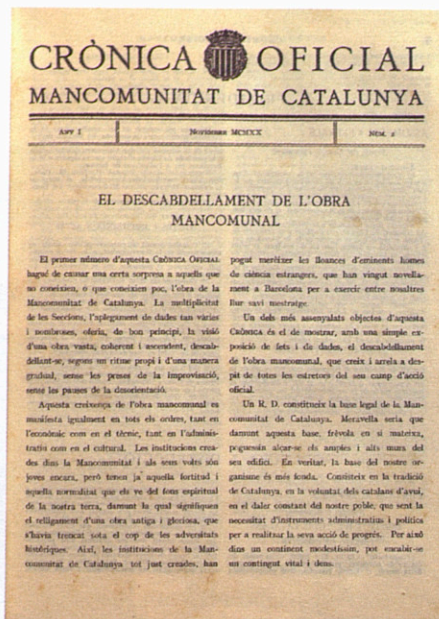 CRÒNICA OFICIAL
MANCOMUNITAT DE CATALUNYA
ANY I
NOVEMBRE MCMXX
NÚM. 2
EL DESCABDELLAMENT DE L'OBRA
MANCOMUNAL
El primer número d'aquesta CRÒNICA OFICIAL
hagué de causar una certa sorpresa a aquells que
no coneixien, o que coneixien poc, l'obra de la
Mancomunitat de Catalunya. La multiplicitat
de les Seccions, l'aplegament de dades tan vàries
i nombroses, oferia, de bon principi, la visió
d'una obra vasta, coherent i ascendent, descab-
dellant-se, segons un ritme propi i d'una manera
gradual, sense les presses de la improvisació,
sense les pauses de la desorientació.
Aquesta creixença de l'obra mancomunal es
manifesta igualment en tots els ordres, tant en
l'econòmic com en el tècnic, tant en l'adminis-
tratiu com en el cultural. Les institucions crea-
des dins la Mancomunitat i als seus volts són
joves encara, però tenen ja aquella fortitud i
aquella normalitat que els ve del fons espiritual
de la nostra terra, damunt la qual signifiquen
el relligament d'una obra antiga i gloriosa, que
s'havia trencat sota el cop de les adversitats
històriques. Així, les institucions de la Man-
comunitat de Catalunya tot just creades, han
pogut merèixer les lloances d'eminents homes
de ciència estrangers, que han vingut novella-
ment a Barcelona per a exercir entre nosaltres
llur savi mestratge.
Un dels més assenyalats objectes d'aquesta
CRÒNICA és el de mostrar, amb una simple ex-
posició de fets i de dades, el descabdellament
de l'obra mancomunal, que creix i arrela a des-
pit de totes les estretors del seu camp d'acció
oficial.
Un R. D. constitueix la base legal de la Man-
comunitat de Catalunya. Meravella seria que
damunt aquesta base, frèvola en si mateixa,
poguessin alçar-se els amples i alts murs del
seu edifici. En veritat, la base del nostre or-
ganisme és més fonda. Consisteix en la tradició
de Catalunya, en la voluntat dels catalans d'avui,
en el daler constant del nostre poble, que sent la
necessitat d'instruments administratius i polítics
per a realitzar la seva acció de progrés. Per això
dins un continent modestíssim, pot encabir-se
un contingut vital i dens.